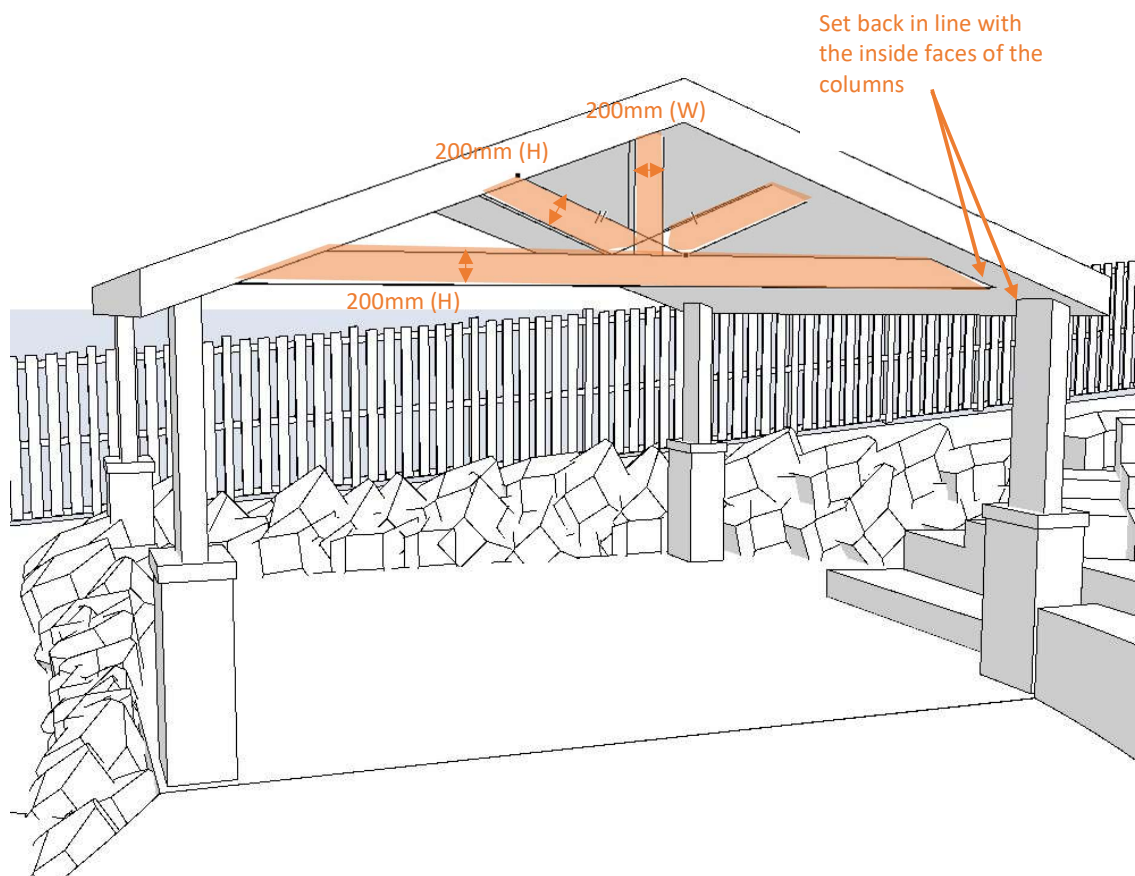 Set back in line with
the inside faces of the
columns
200mm (W)
200mm (H)
200mm (H)